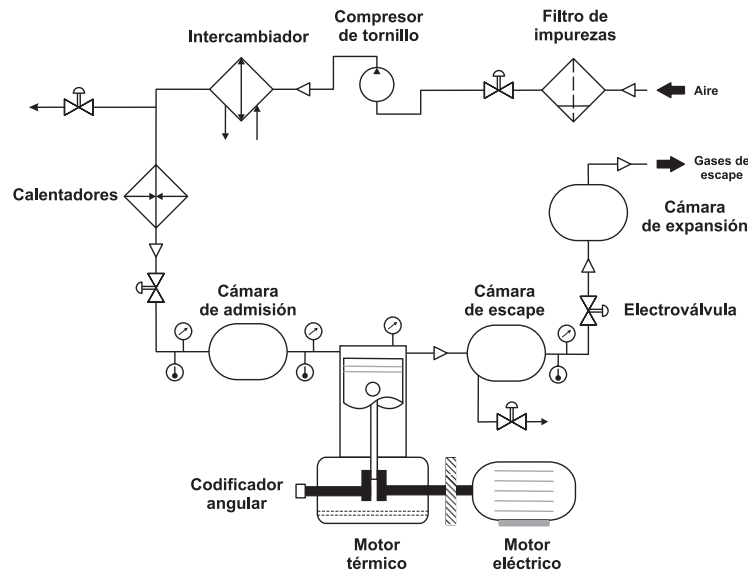 Intercambiador
Compresor
de tornillo
Filtro de
impurezas
Aire
Calentadores
Gases de
escape
Cámara
de expansión
Cámara
de admisión
Cámara
de escape
Electroválvula
Codificador
angular
Motor
térmico
Motor
eléctrico